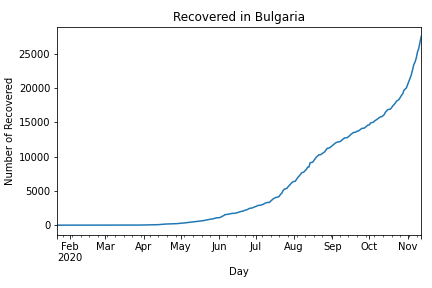 Recovered in Bulgaria
Number of Recovered
25000
20000
15000
10000
5000
0
Feb Mar Apr May Jun Jul Aug Sep Oct Nov
2020
Day